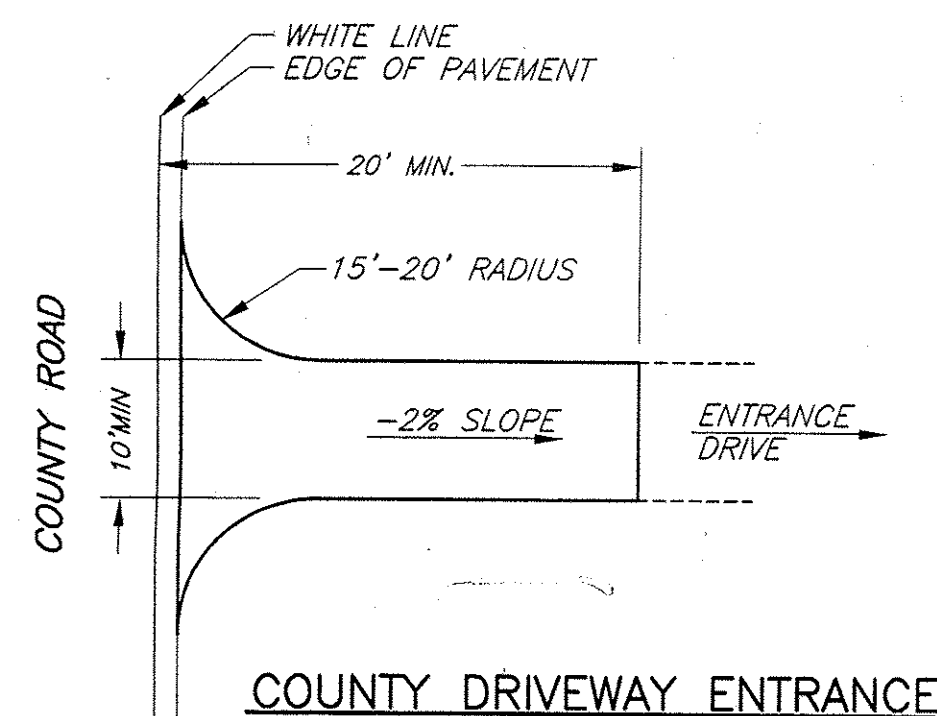 WHITE LINE
EDGE OF PAVEMENT
20' MIN.
15'-20' RADIUS
COUNTY ROAD
10'MIN
-2% SLOPE
ENTRANCE
DRIVE
COUNTY DRIVEWAY ENTRANCE